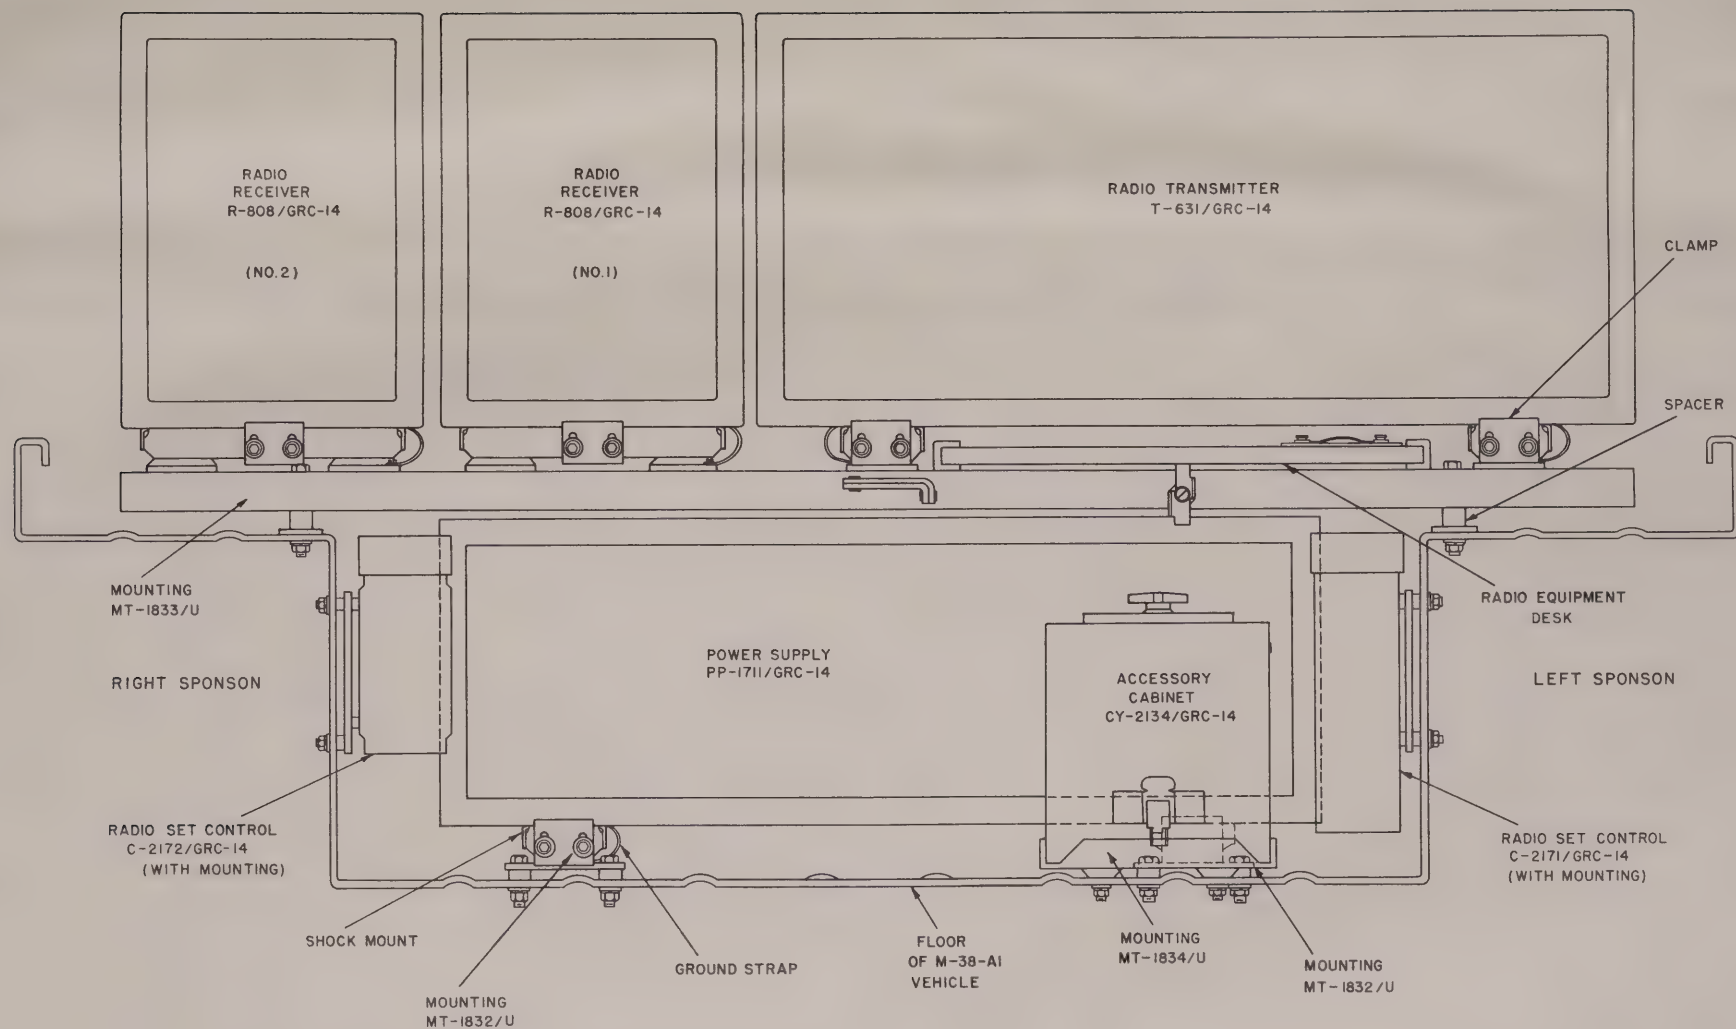 RADIO
RECEIVER
R-808/GRC-14
(NO.2)
RADIO
RECEIVER
R-808/GRC-14
(NO.1)
RADIO TRANSMITTER
T-631/GRC-14
CLAMP
SPACER
MOUNTING
MT-1833/U
RADIO EQUIPMENT
DESK
RIGHT SPONSON
POWER SUPPLY
PP-1711/GRC-14
ACCESSORY
CABINET
CY-2134/GRC-14
LEFT SPONSON
RADIO SET CONTROL
C-2172/GRC-14
(WITH MOUNTING)
RADIO SET CONTROL
C-2171/GRC-14
(WITH MOUNTING)
SHOCK MOUNT
MOUNTING
MT-1832/U
GROUND STRAP
FLOOR
OF M-38-A1
VEHICLE
MOUNTING
MT-1834/U
MOUNTING
MT-1832/U